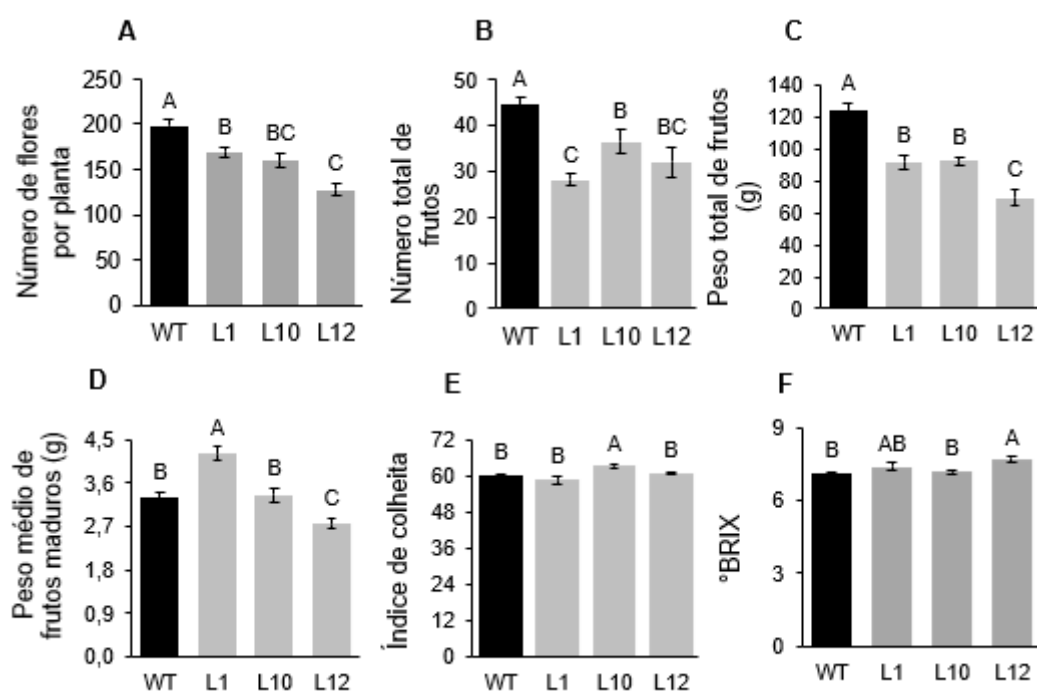 A
Número de flores
por planta
250
200
150
100
50
0
A
B
BC
C
WT L1 L10 L12
B
Número total de
frutos
50
40
30
20
10
0
A
C
B
BC
WT L1 L10 L12
C
Peso total de frutos
(g)
140
120
100
80
60
40
20
0
A
B
B
C
WT L1 L10 L12
D
Peso médio de
frutos maduros (g)
4,5
3,6
2,7
1,8
0,9
0,0
B
A
B
C
WT L1 L10 L12
E
Índice de colheita
72
60
48
36
24
12
0
B
B
A
B
WT L1 L10 L12
F
°BRIX
9
6
3
0
B
AB
B
A
WT L1 L10 L12